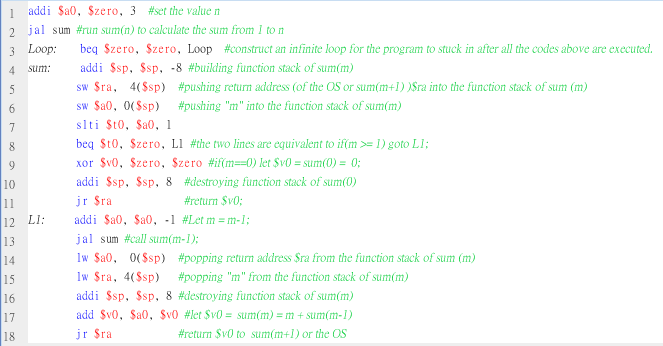 1 addi $a0, $zero, 3 #set the value n
2 jal sum #run sum(n) to calculate the sum from 1 to n
3 Loop: beq $zero, $zero, Loop #construct an infinite loop for the program to stuck in after all the codes above are executed.
4 sum: addi $sp, $sp, -8 #building function stack of sum(m)
5 sw $ra, 4($sp) #pushing return address (of the OS or sum(m+1) )$ra into the function stack of sum (m)
6 sw $a0, 0($sp) #pushing "m" into the function stack of sum(m)
7 slti $t0, $a0, 1
8 beq $t0, $zero, L1 #the two lines are equivalent to if(m >= 1) goto L1;
9 xor $v0, $zero, $zero #if(m==0) let $v0 = sum(0) = 0;
10 addi $sp, $sp, 8 #destroying function stack of sum(0)
11 jr $ra #return $v0;
12 L1: addi $a0, $a0, -1 #Let m = m-1;
13 jal sum #call sum(m-1);
14 lw $a0, 0($sp) #popping return address $ra from the function stack of sum (m)
15 lw $ra, 4($sp) #popping "m" from the function stack of sum(m)
16 addi $sp, $sp, 8 #destroying function stack of sum(m)
17 add $v0, $a0, $v0 #let $v0 = sum(m) = m + sum(m-1)
18 jr $ra #return $v0 to sum(m+1) or the OS